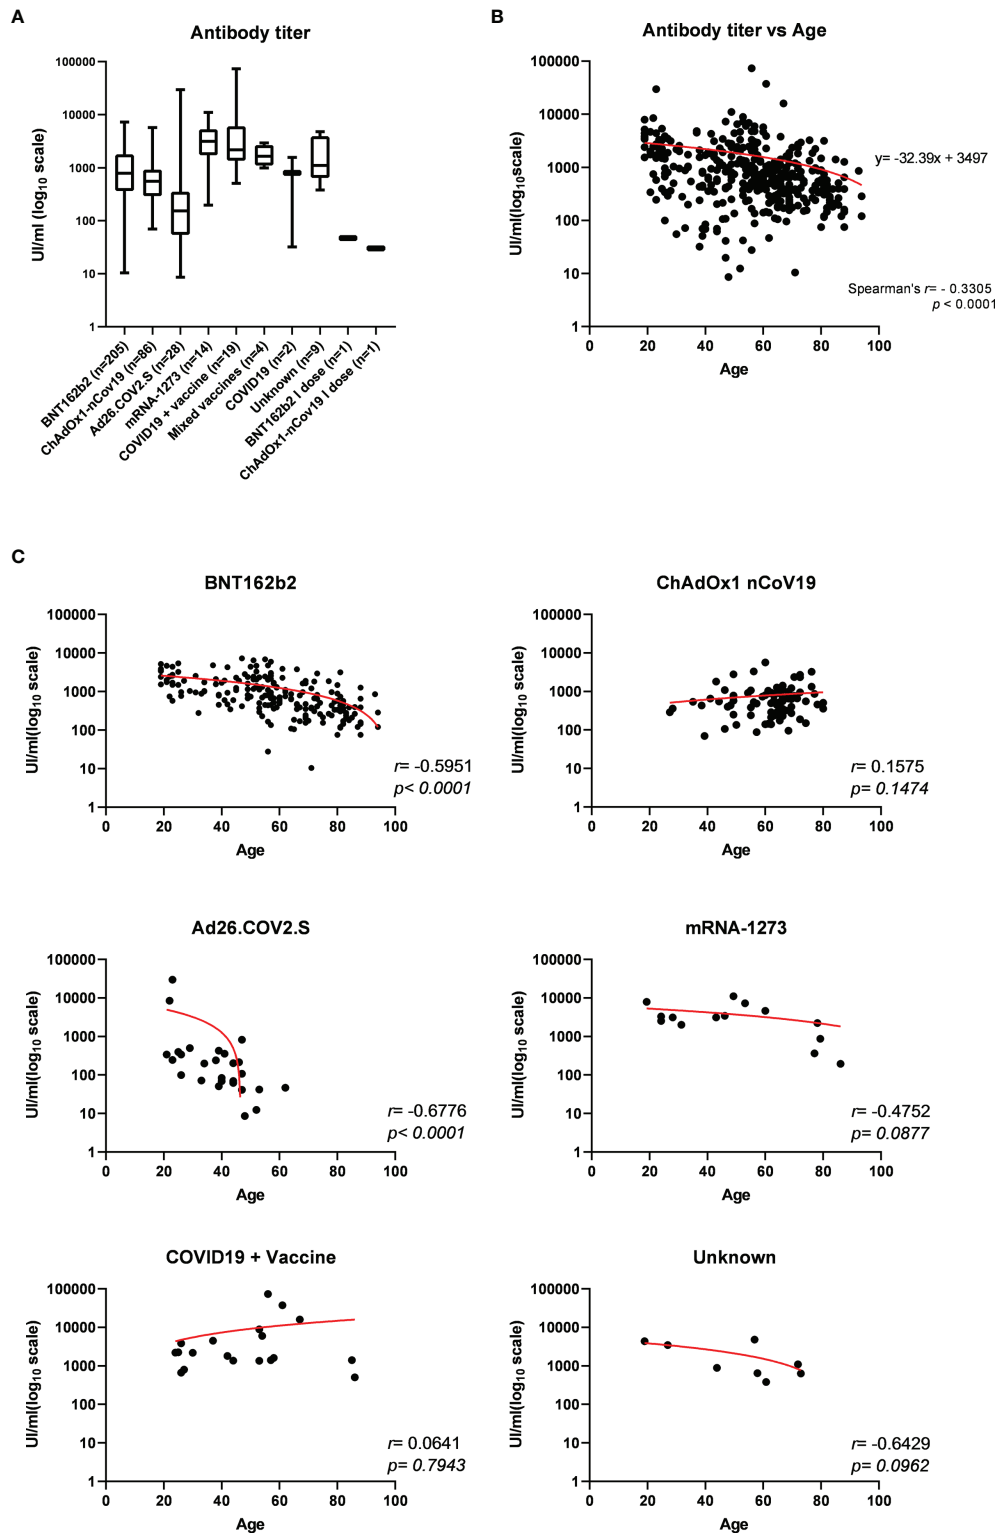 A
Antibody titer
UI/ml (log10 scale)
100000
10000
1000
100
10
1
BNT162b2 (n=205)
ChAdOx1-nCov19 (n=86)
Ad26.COV2.S (n=28)
mRNA-1273 (n=14)
COVID19 + vaccine (n=19)
Mixed vaccines (n=4)
COVID19 (n=2)
Unknown (n=9)
BNT162b2 I dose (n=1)
ChAdOx1-nCov19 I dose (n=1)
B
Antibody titer vs Age
UI/ml(log10scale)
100000
10000
1000
100
10
1
0 20 40 60 80 100
Age
y= -32.39x + 3497
Spearman's r= - 0.3305
p < 0.0001
C
BNT162b2
UI/ml(log10 scale)
100000
10000
1000
100
10
1
0 20 40 60 80 100
Age
r= -0.5951
p< 0.0001
ChAdOx1 nCoV19
UI/ml(log10 scale)
100000
10000
1000
100
10
1
0 20 40 60 80 100
Age
r= 0.1575
p= 0.1474
Ad26.COV2.S
UI/ml(log10 scale)
100000
10000
1000
100
10
1
0 20 40 60 80 100
Age
r= -0.6776
p< 0.0001
mRNA-1273
UI/ml(log10 scale)
100000
10000
1000
100
10
1
0 20 40 60 80 100
Age
r= -0.4752
p= 0.0877
COVID19 + Vaccine
UI/ml(log10 scale)
100000
10000
1000
100
10
1
0 20 40 60 80 100
Age
r= 0.0641
p= 0.7943
Unknown
UI/ml(log10 scale)
100000
10000
1000
100
10
1
0 20 40 60 80 100
Age
r= -0.6429
p= 0.0962